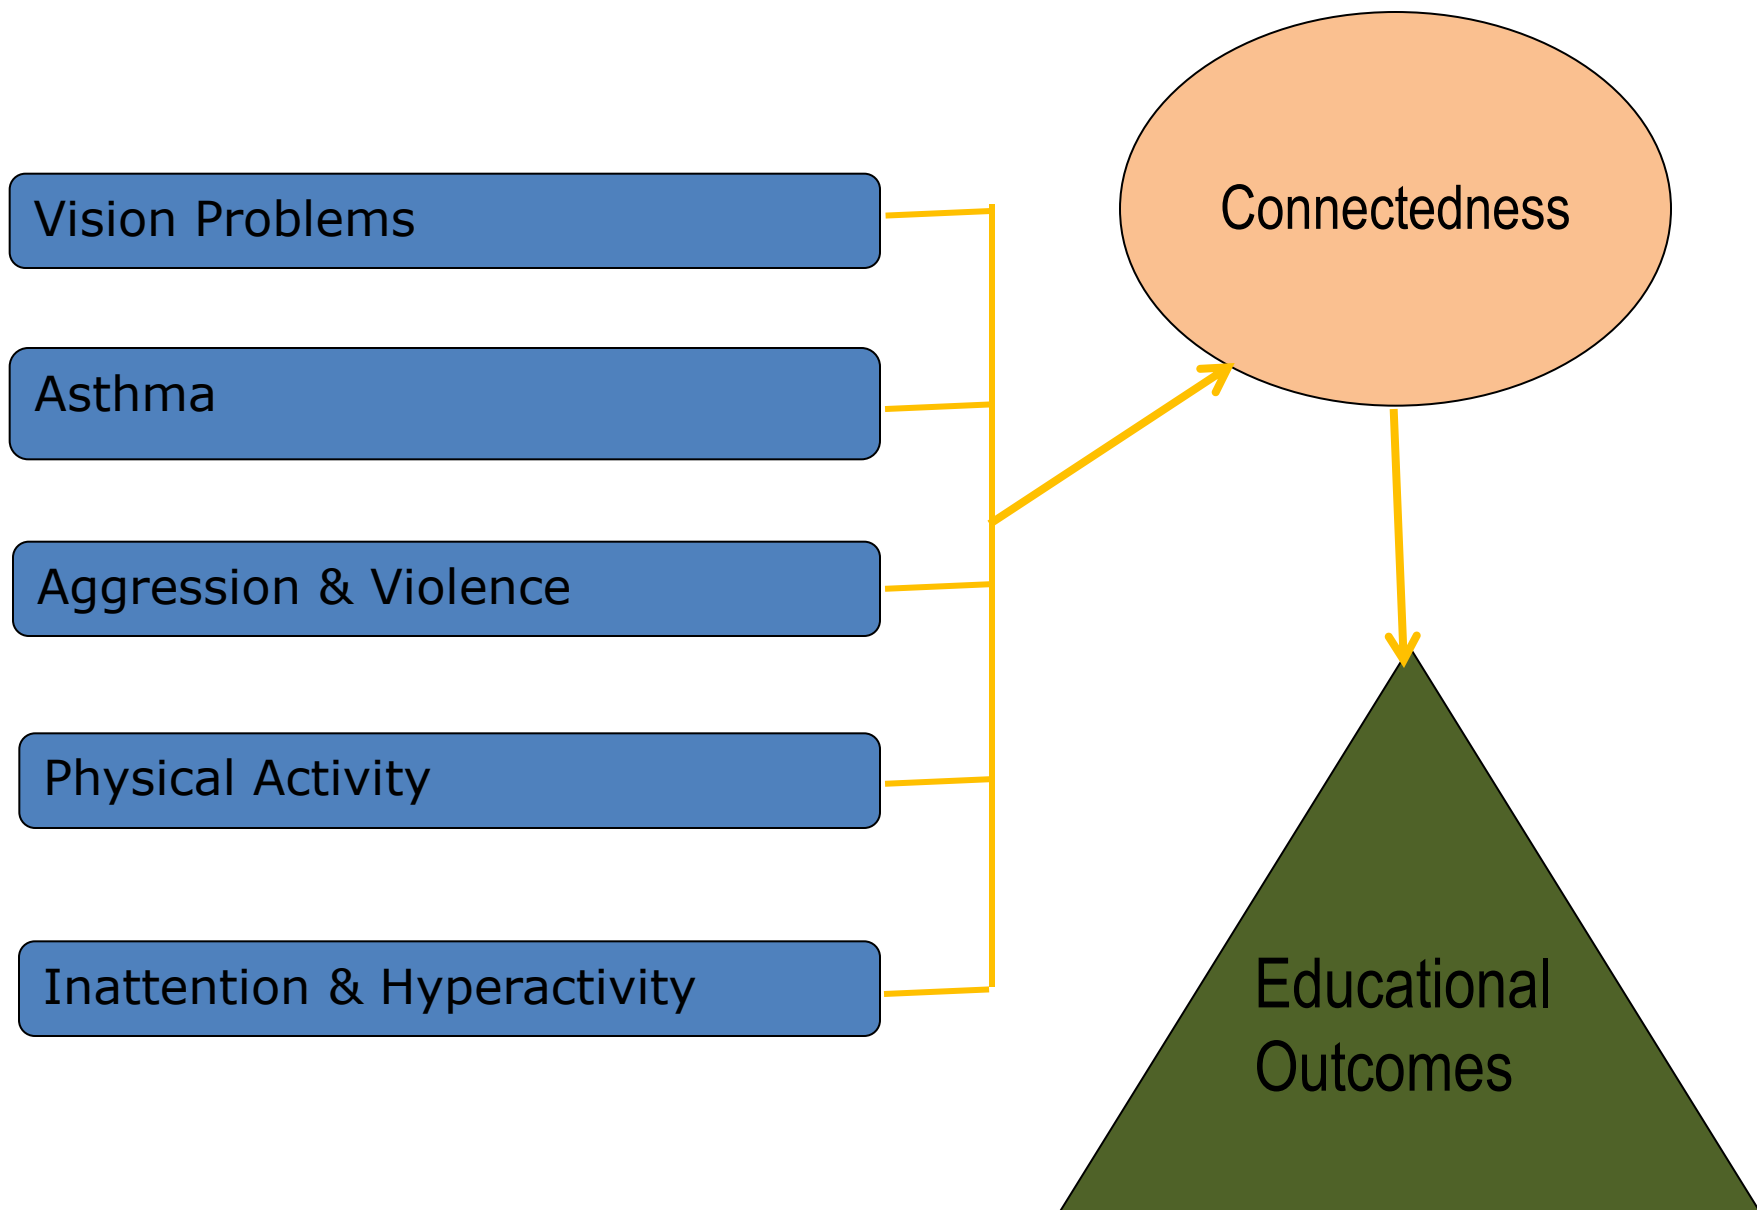 Vision Problems
Asthma
Aggression & Violence
Physical Activity
Inattention & Hyperactivity
Connectedness
Educational
Outcomes